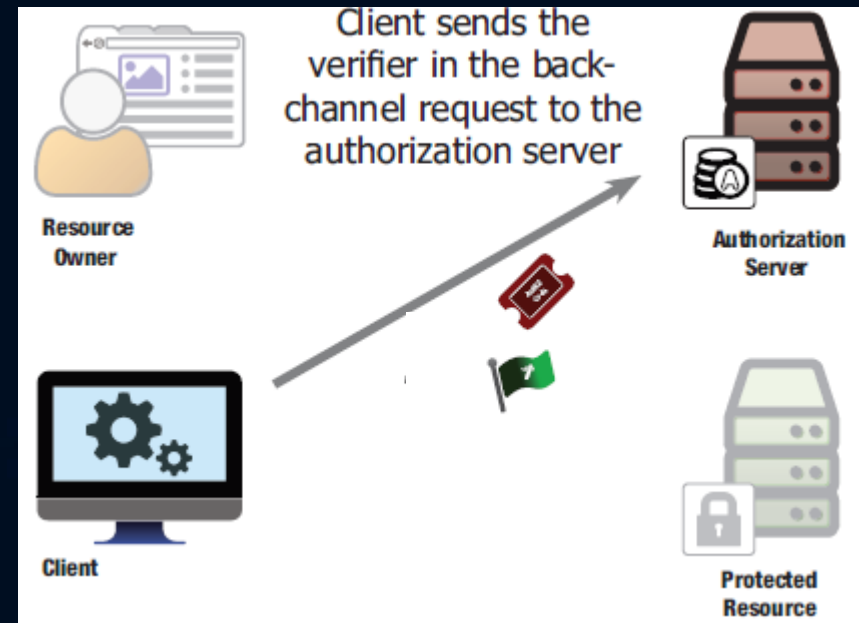 Client sends the
verifier in the back-
channel request to the
authorization server
Resource
Owner
Authorization
Server
Client
Protected
Resource